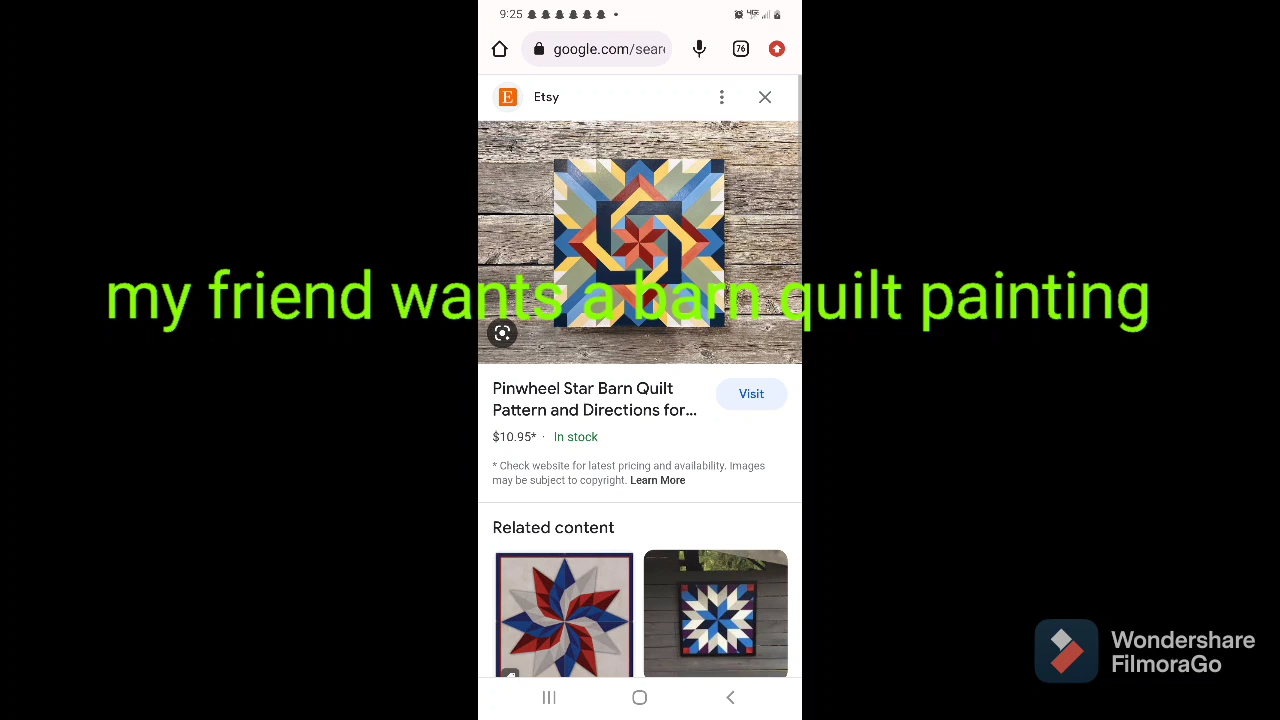 9:25
google.com/sear
76
E
Etsy
my friend wants a barn quilt painting
Pinwheel Star Barn Quilt
Pattern and Directions for...
Visit
$10.95* · In stock
* Check website for latest pricing and availability. Images
may be subject to copyright. Learn More
Related content
Wondershare
FilmoraGo